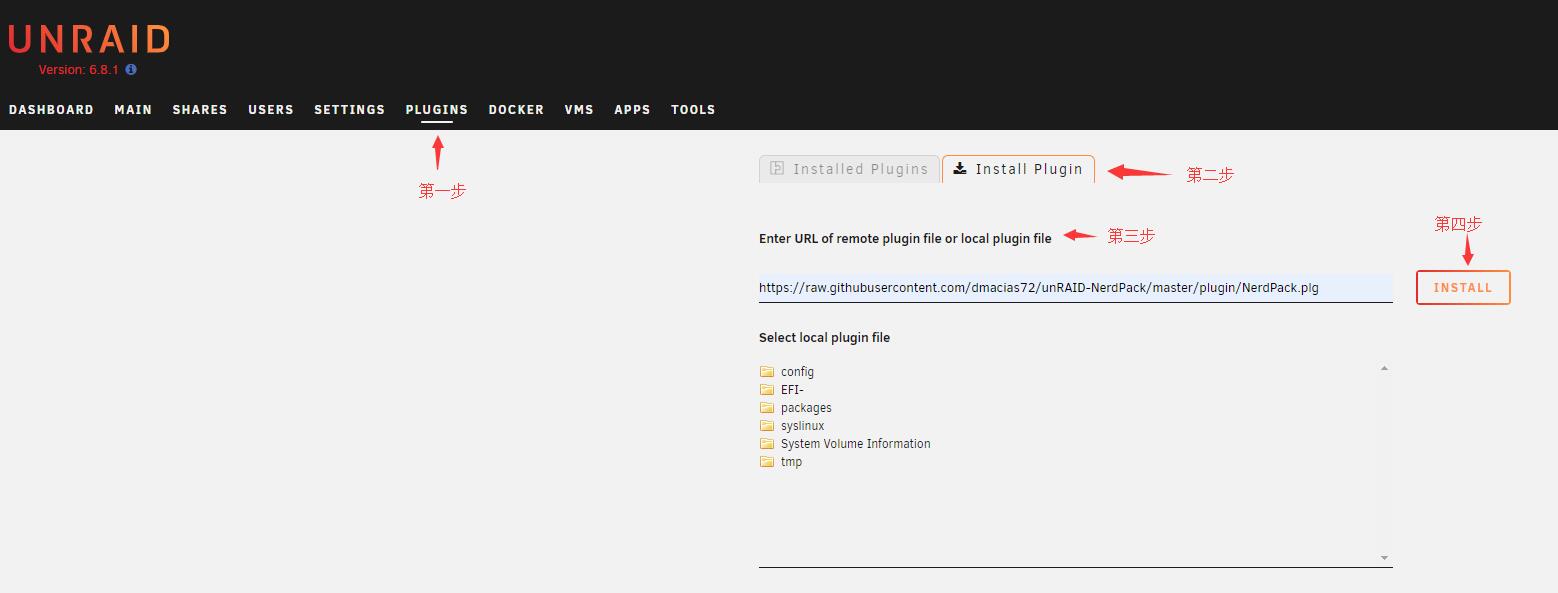 UNRAID
Version: 6.8.1
DASHBOARD MAIN SHARES USERS SETTINGS PLUGINS DOCKER VMS APPS TOOLS
第一步
Installed Plugins Install Plugin
第二步
Enter URL of remote plugin file or local plugin file
第三步
第四步
https://raw.githubusercontent.com/dmacias72/unRAID-NerdPack/master/plugin/NerdPack.plg
INSTALL
Select local plugin file
config
EFI-
packages
syslinux
System Volume Information
tmp